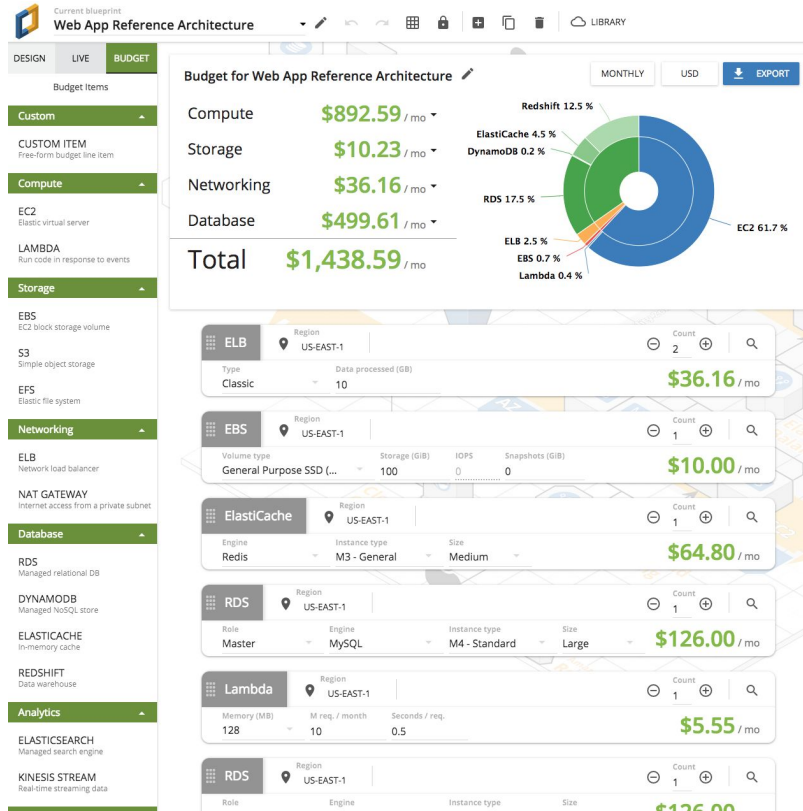 Current blueprint
Web App Reference Architecture
LIBRARY
DESIGN LIVE BUDGET
Budget Items
Custom
CUSTOM ITEM
Free-form budget line item
Compute
EC2
Elastic virtual server
LAMBDA
Run code in response to events
Storage
EBS
EC2 block storage volume
S3
Simple object storage
EFS
Elastic file system
Networking
ELB
Network load balancer
NAT GATEWAY
Internet access from a private subnet
Database
RDS
Managed relational DB
DYNAMODB
Managed NoSQL store
ELASTICACHE
In-memory cache
REDSHIFT
Data warehouse
Analytics
ELASTICSEARCH
Managed search engine
KINESIS STREAM
Real-time streaming data
Budget for Web App Reference Architecture
MONTHLY USD EXPORT
Compute $892.59 / mo
Storage $10.23 / mo
Networking $36.16 / mo
Database $499.61 / mo
Total $1,438.59 / mo
Redshift 12.5 %
ElastiCache 4.5 %
DynamoDB 0.2 %
RDS 17.5 %
EC2 61.7 %
ELB 2.5 %
EBS 0.7 %
Lambda 0.4 %
ELB Region US-EAST-1 Count 2
Type Data processed (GB)
Classic 10 $36.16 / mo
EBS Region US-EAST-1 Count 1
Volume type Storage (GiB) IOPS Snapshots (GiB)
General Purpose SSD (... 100 0 0 $10.00 / mo
ElastiCache Region US-EAST-1 Count 1
Engine Instance type Size
Redis M3 - General Medium $64.80 / mo
RDS Region US-EAST-1 Count 1
Role Engine Instance type Size
Master MySQL M4 - Standard Large $126.00 / mo
Lambda Region US-EAST-1 Count 1
Memory (MB) M req. / month Seconds / req.
128 10 0.5 $5.55 / mo
RDS Region US-EAST-1 Count 1
Role Engine Instance type Size
$126.00 / mo